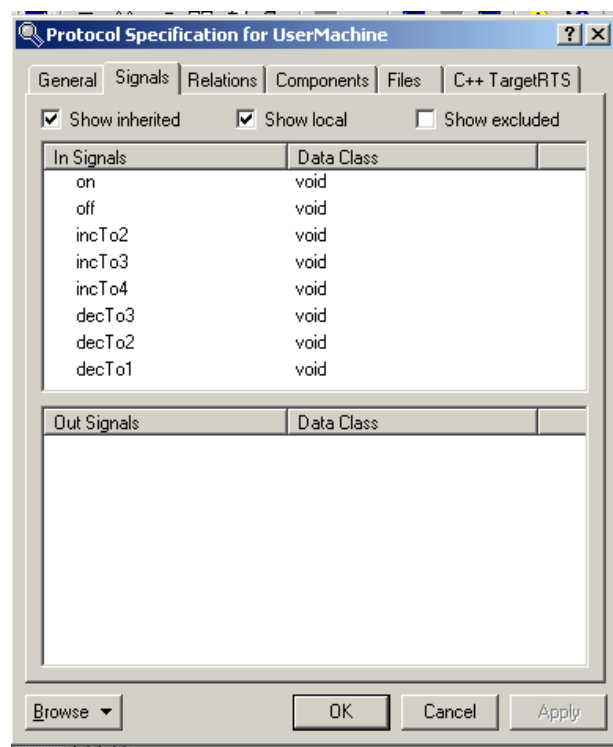 Protocol Specification for UserMachine
General Signals Relations Components Files C++ TargetRTS
Show inherited Show local Show excluded
In Signals Data Class
on void
off void
incTo2 void
incTo3 void
incTo4 void
decTo3 void
decTo2 void
decTo1 void
Out Signals Data Class
Browse OK Cancel Apply